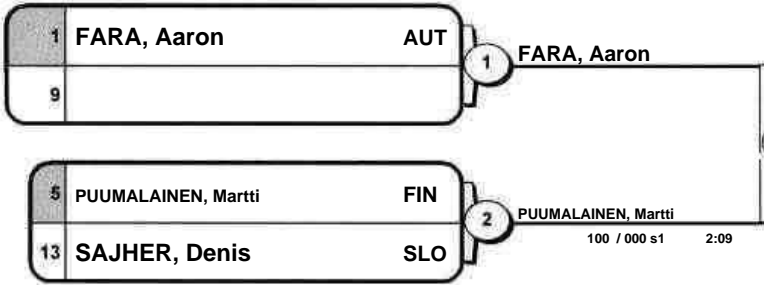 1 FARA, Aaron AUT
9
1 FARA, Aaron
5 PUUMALAINEN, Martti FIN
13 SAJHER, Denis SLO
2 PUUMALAINEN, Martti
100 / 000 s1 2:09